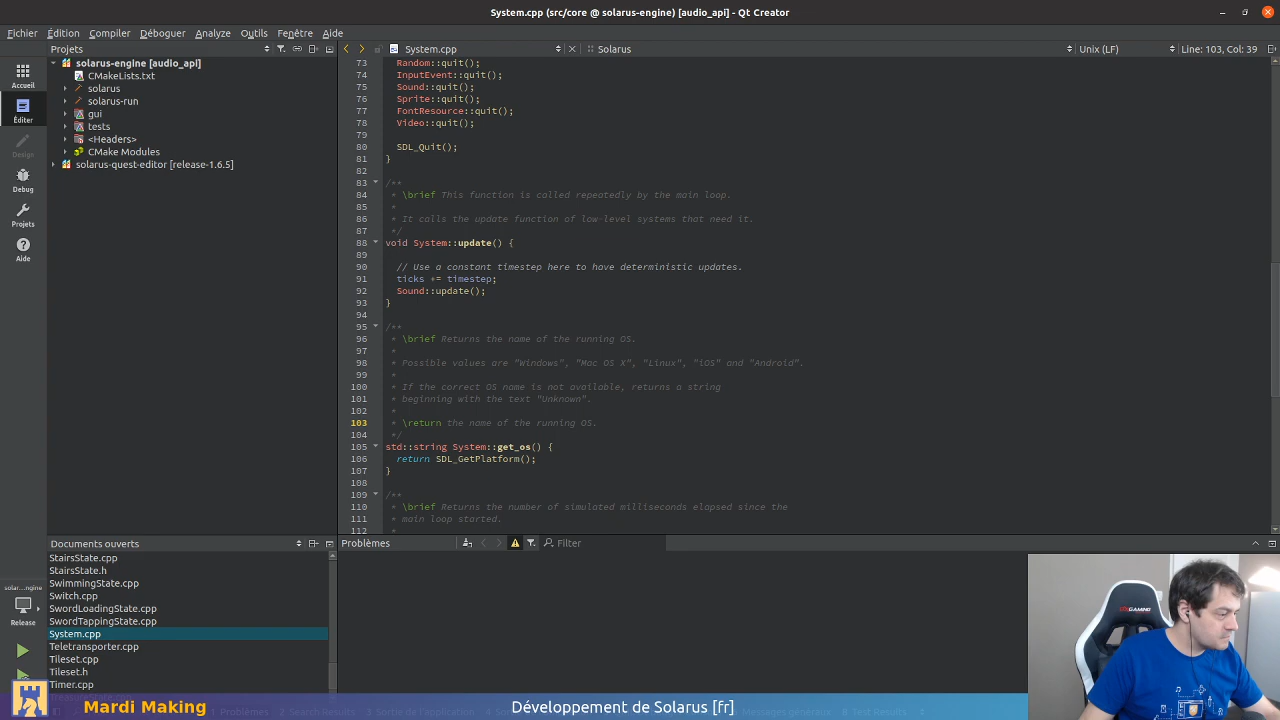 System.cpp (src/core @ solarus-engine) [audio_api] - Qt Creator
Fichier Édition Compiler Déboguer Analyze Outils Fenêtre Aide
Projets
System.cpp
Solarus
Unix (LF)
Line: 103, Col: 39
Accueil
Éditer
Design
Debug
Projets
Aide
solarus-engine [audio_api]
CMakeLists.txt
solarus
solarus-run
gui
tests
<Headers>
CMake Modules
solarus-quest-editor [release-1.6.5]
73 Random::quit();
74 InputEvent::quit();
75 Sound::quit();
76 Sprite::quit();
77 FontResource::quit();
78 Video::quit();
79
80 SDL_Quit();
81 }
82
83 /**
84 * \brief This function is called repeatedly by the main loop.
85 *
86 * It calls the update function of low-level systems that need it.
87 */
88 void System::update() {
89
90 // Use a constant timestep here to have deterministic updates.
91 ticks += timestep;
92 Sound::update();
93 }
94
95 /**
96 * \brief Returns the name of the running OS.
97 *
98 * Possible values are "Windows", "Mac OS X", "Linux", "iOS" and "Android".
99 *
100 * If the correct OS name is not available, returns a string
101 * beginning with the text "Unknown".
102 *
103 * \return the name of the running OS.
104 */
105 std::string System::get_os() {
106 return SDL_GetPlatform();
107 }
108
109 /**
110 * \brief Returns the number of simulated milliseconds elapsed since the
111 * main loop started.
112 *
Documents ouverts
StairsState.cpp
StairsState.h
SwimmingState.cpp
Switch.cpp
SwordLoadingState.cpp
SwordTappingState.cpp
System.cpp
Teletransporter.cpp
Tileset.cpp
Tileset.h
Timer.cpp
solar...ngine
Release
Problèmes
Filter
Mardi Making
Développement de Solarus [fr]